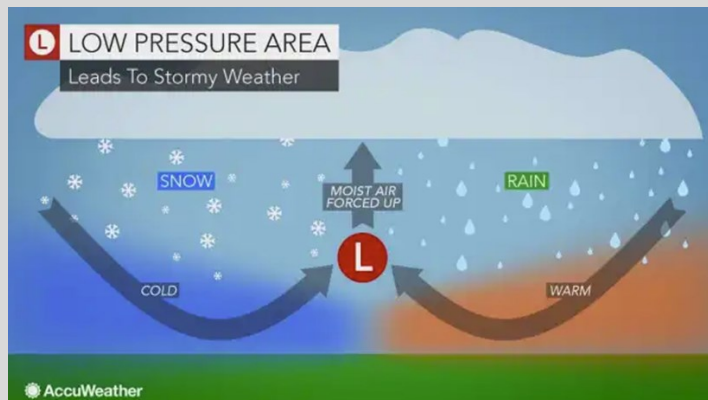 L LOW PRESSURE AREA
Leads To Stormy Weather
SNOW
MOIST AIR
FORCED UP
RAIN
L
COLD
WARM
AccuWeather